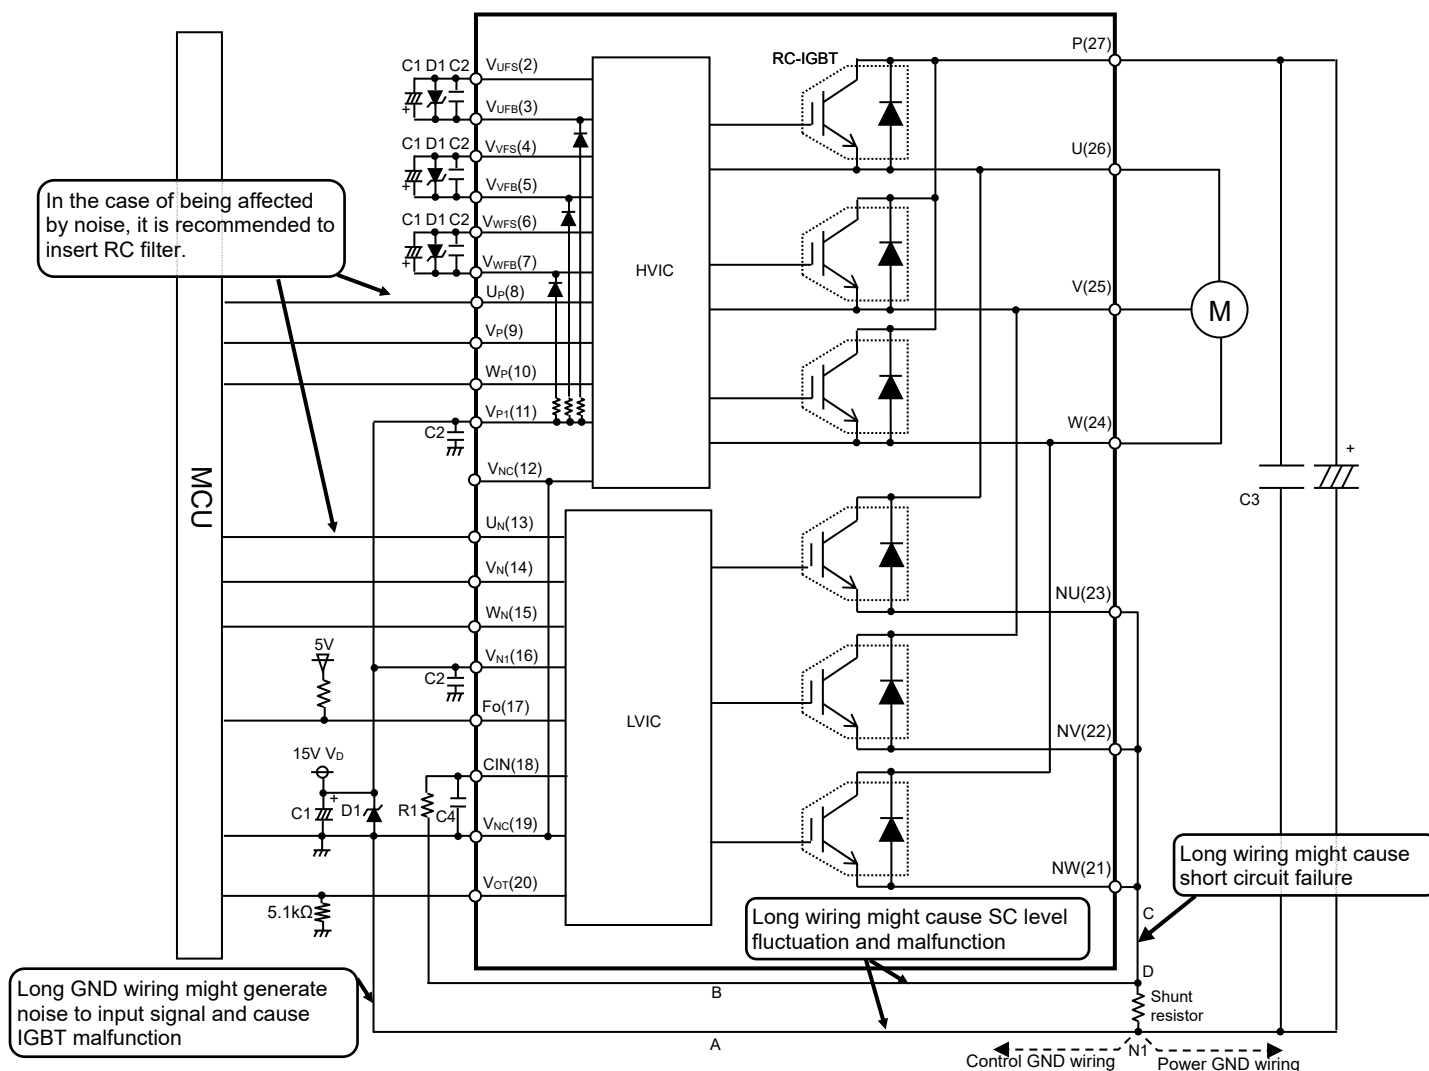 P(27)
RC-IGBT
C1 D1 C2
VUFS(2)
+
VUFB(3)
C1 D1 C2
VVFS(4)
+
VVFB(5)
U(26)
In the case of being affected
by noise, it is recommended to
insert RC filter.
C1 D1 C2
VWFS(6)
+
VWFB(7)
HVIC
UP(8)
V(25)
M
VP(9)
WP(10)
VP1(11)
C2
W(24)
+
C3
MCU
VNC(12)
UN(13)
VN(14)
NU(23)
WN(15)
5V
VN1(16)
C2
Fo(17)
LVIC
NV(22)
15V VD
CIN(18)
+
C1
D1
R1
C4
VNC(19)
Long wiring might cause
short circuit failure
NW(21)
VOT(20)
5.1kΩ
Long wiring might cause SC level
fluctuation and malfunction
C
D
Long GND wiring might generate
noise to input signal and cause
IGBT malfunction
B
Shunt
resistor
A
N1
Control GND wiring
Power GND wiring